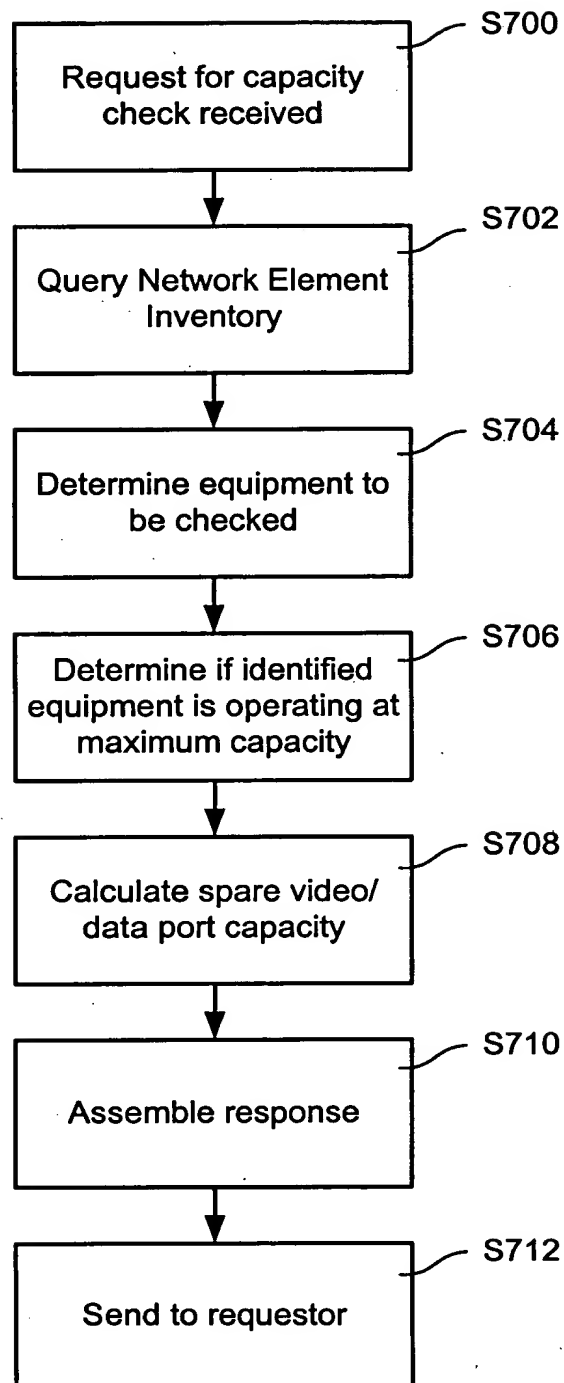 S700
Request for capacity
check received
S702
Query Network Element
Inventory
S704
Determine equipment to
be checked
S706
Determine if identified
equipment is operating at
maximum capacity
S708
Calculate spare video/
data port capacity
S710
Assemble response
S712
Send to requestor